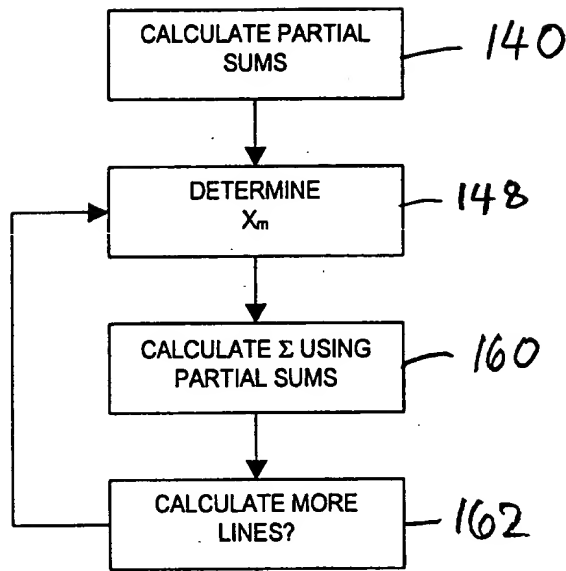 CALCULATE PARTIAL
SUMS
140
DETERMINE
Xm
148
CALCULATE Σ USING
PARTIAL SUMS
160
CALCULATE MORE
LINES?
162